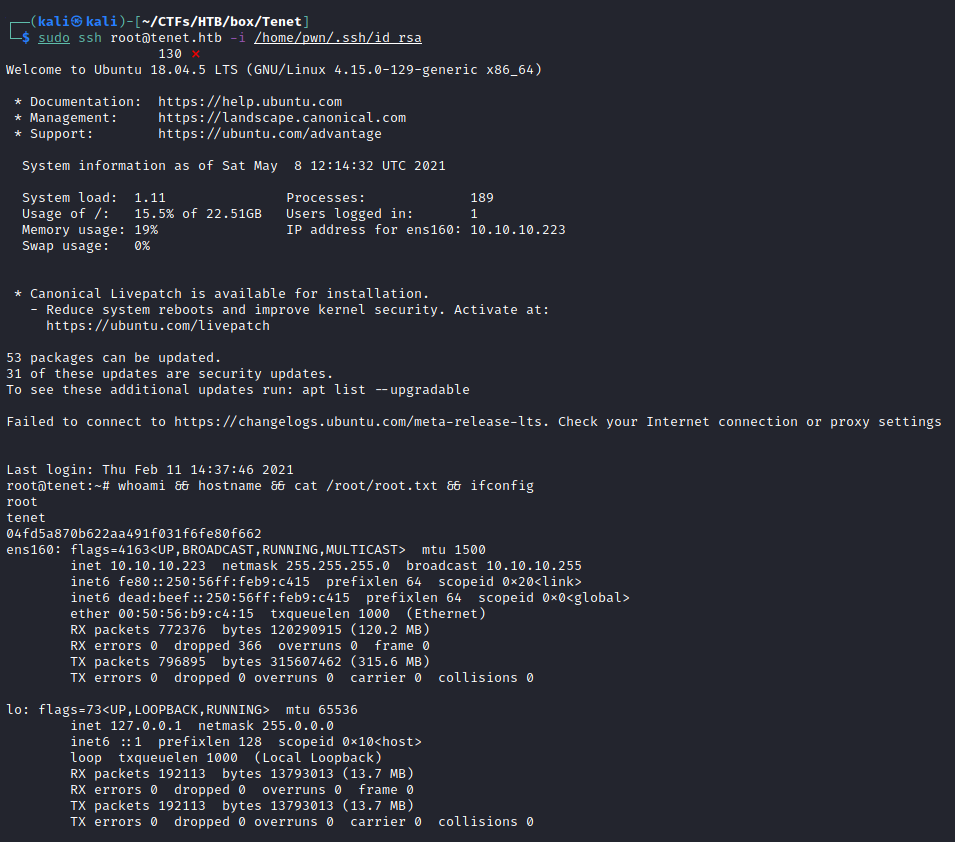 ┌──(kali㉿kali)-[~/CTFs/HTB/box/Tenet]
└─$ sudo ssh root@tenet.htb -i /home/pwn/.ssh/id_rsa
130 ⨯
Welcome to Ubuntu 18.04.5 LTS (GNU/Linux 4.15.0-129-generic x86_64)

 * Documentation:  https://help.ubuntu.com
 * Management:     https://landscape.canonical.com
 * Support:        https://ubuntu.com/advantage

  System information as of Sat May  8 12:14:32 UTC 2021

  System load:  1.11               Processes:             189
  Usage of /:   15.5% of 22.51GB   Users logged in:       1
  Memory usage: 19%                IP address for ens160: 10.10.10.223
  Swap usage:   0%

 * Canonical Livepatch is available for installation.
   - Reduce system reboots and improve kernel security. Activate at:
     https://ubuntu.com/livepatch

53 packages can be updated.
31 of these updates are security updates.
To see these additional updates run: apt list --upgradable

Failed to connect to https://changelogs.ubuntu.com/meta-release-lts. Check your Internet connection or proxy settings

Last login: Thu Feb 11 14:37:46 2021
root@tenet:~# whoami && hostname && cat /root/root.txt && ifconfig
root
tenet
04fd5a870b622aa491f031f6fe80f662
ens160: flags=4163<UP,BROADCAST,RUNNING,MULTICAST>  mtu 1500
        inet 10.10.10.223  netmask 255.255.255.0  broadcast 10.10.10.255
        inet6 fe80::250:56ff:feb9:c415  prefixlen 64  scopeid 0x20<link>
        inet6 dead:beef::250:56ff:feb9:c415  prefixlen 64  scopeid 0x0<global>
        ether 00:50:56:b9:c4:15  txqueuelen 1000  (Ethernet)
        RX packets 772376  bytes 120290915 (120.2 MB)
        RX errors 0  dropped 366  overruns 0  frame 0
        TX packets 796895  bytes 315607462 (315.6 MB)
        TX errors 0  dropped 0 overruns 0  carrier 0  collisions 0

lo: flags=73<UP,LOOPBACK,RUNNING>  mtu 65536
        inet 127.0.0.1  netmask 255.0.0.0
        inet6 ::1  prefixlen 128  scopeid 0x10<host>
        loop  txqueuelen 1000  (Local Loopback)
        RX packets 192113  bytes 13793013 (13.7 MB)
        RX errors 0  dropped 0  overruns 0  frame 0
        TX packets 192113  bytes 13793013 (13.7 MB)
        TX errors 0  dropped 0 overruns 0  carrier 0  collisions 0